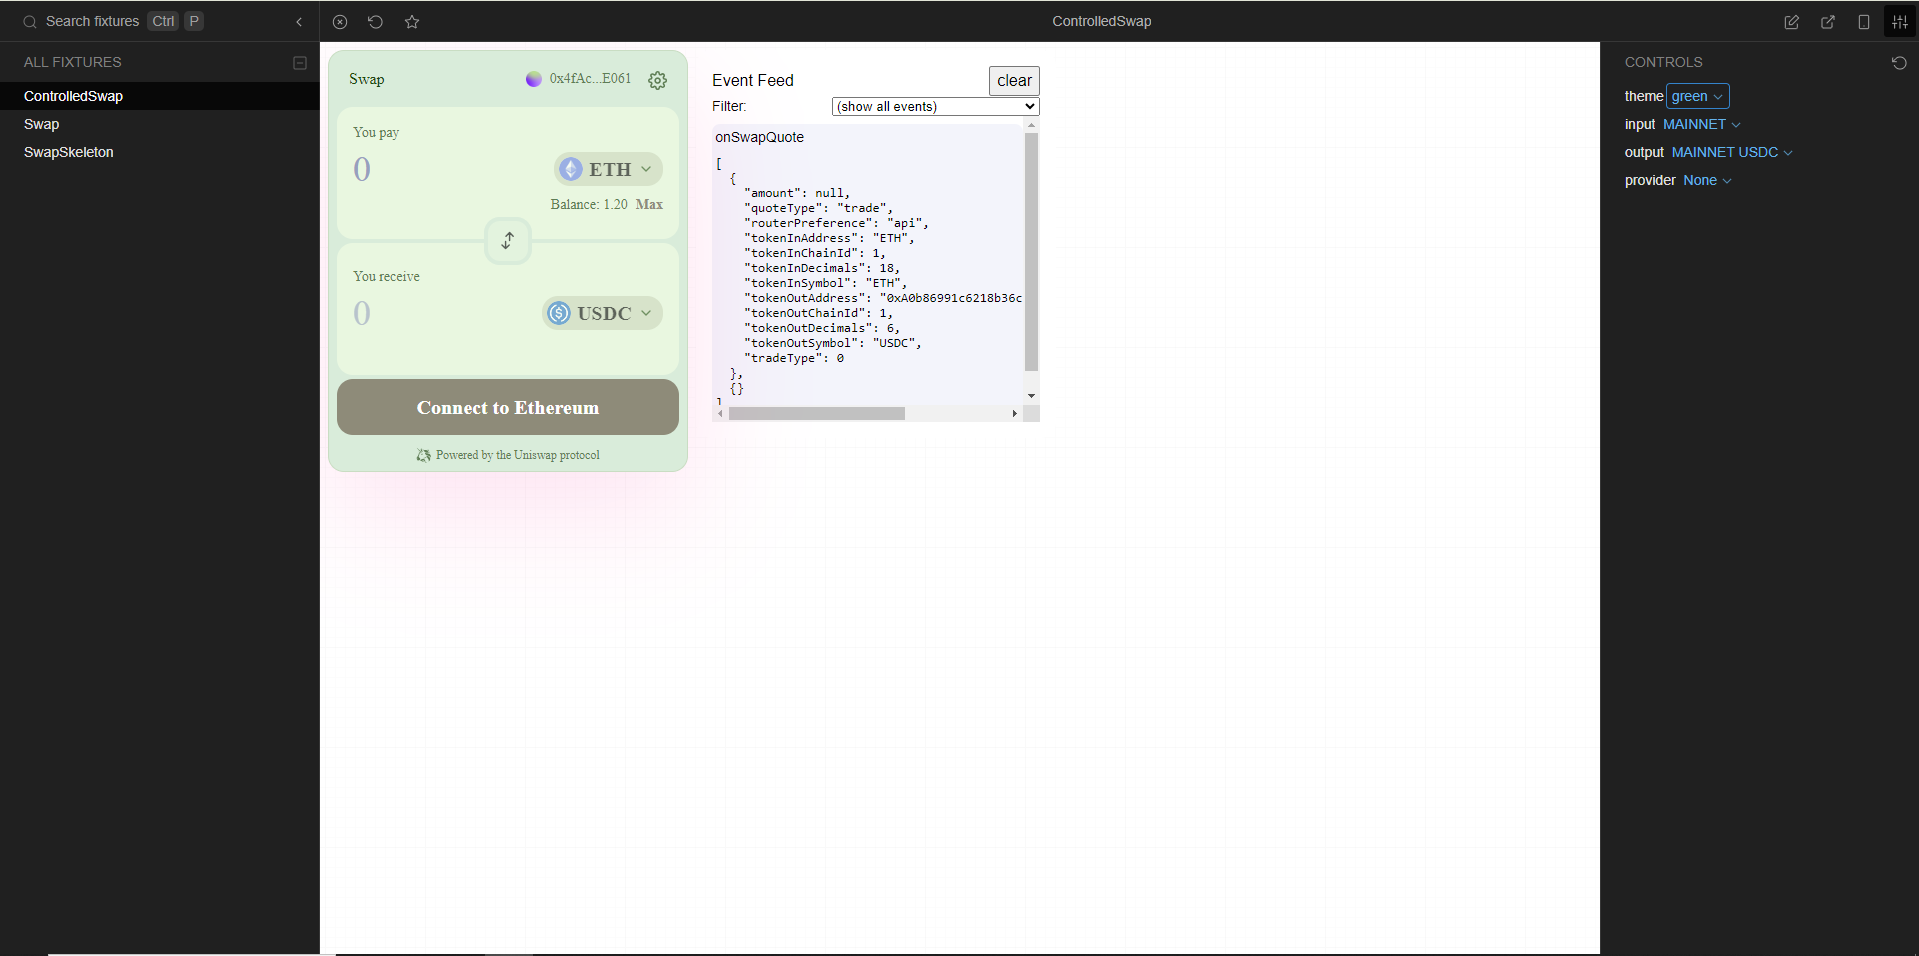 Search fixtures Ctrl P
ControlledSwap
ALL FIXTURES
ControlledSwap
Swap
SwapSkeleton
Swap 0x4fAc...E061
You pay
0 ETH
Balance: 1.20 Max
You receive
0 USDC
Connect to Ethereum
Powered by the Uniswap protocol
Event Feed clear
Filter: (show all events)
onSwapQuote
[
{
"amount": null,
"quoteType": "trade",
"routerPreference": "api",
"tokenInAddress": "ETH",
"tokenInChainId": 1,
"tokenInDecimals": 18,
"tokenInSymbol": "ETH",
"tokenOutAddress": "0xA0b86991c6218b36c
"tokenOutChainId": 1,
"tokenOutDecimals": 6,
"tokenOutSymbol": "USDC",
"tradeType": 0
},
{}
]
CONTROLS
theme green
input MAINNET
output MAINNET USDC
provider None